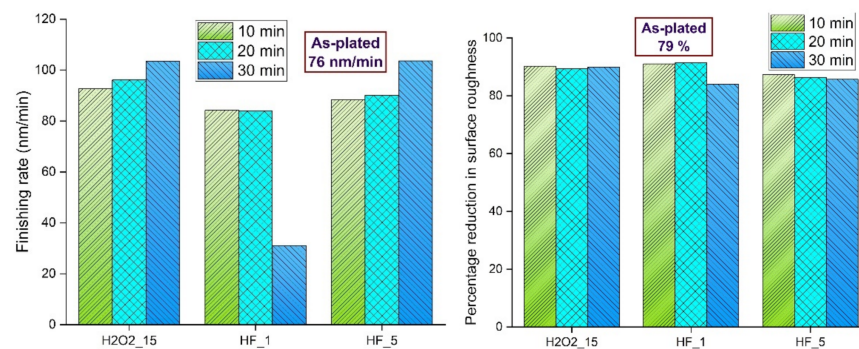 120
100
80
60
40
20
0
Finishing rate (nm/min)
10 min
20 min
30 min
As-plated
76 nm/min
H2O2_15
HF_1
HF_5
100
80
60
40
20
0
Percentage reduction in surface roughness
As-plated
79 %
10 min
20 min
30 min
H2O2_15
HF_1
HF_5